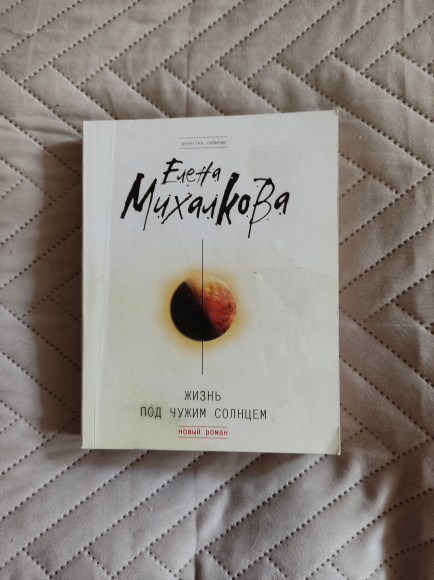 детектив-событие
Елена
Михалкова
ЖИЗНЬ
ПОД ЧУЖИМ СОЛНЦЕМ
новый роман